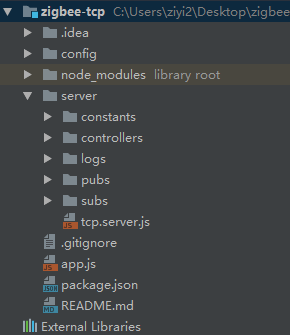 zigbee-tcp C:\Users\ziyi2\Desktop\zigbee
.idea
config
node_modules library root
server
constants
controllers
logs
pubs
subs
tcp.server.js
.gitignore
app.js
package.json
README.md
External Libraries